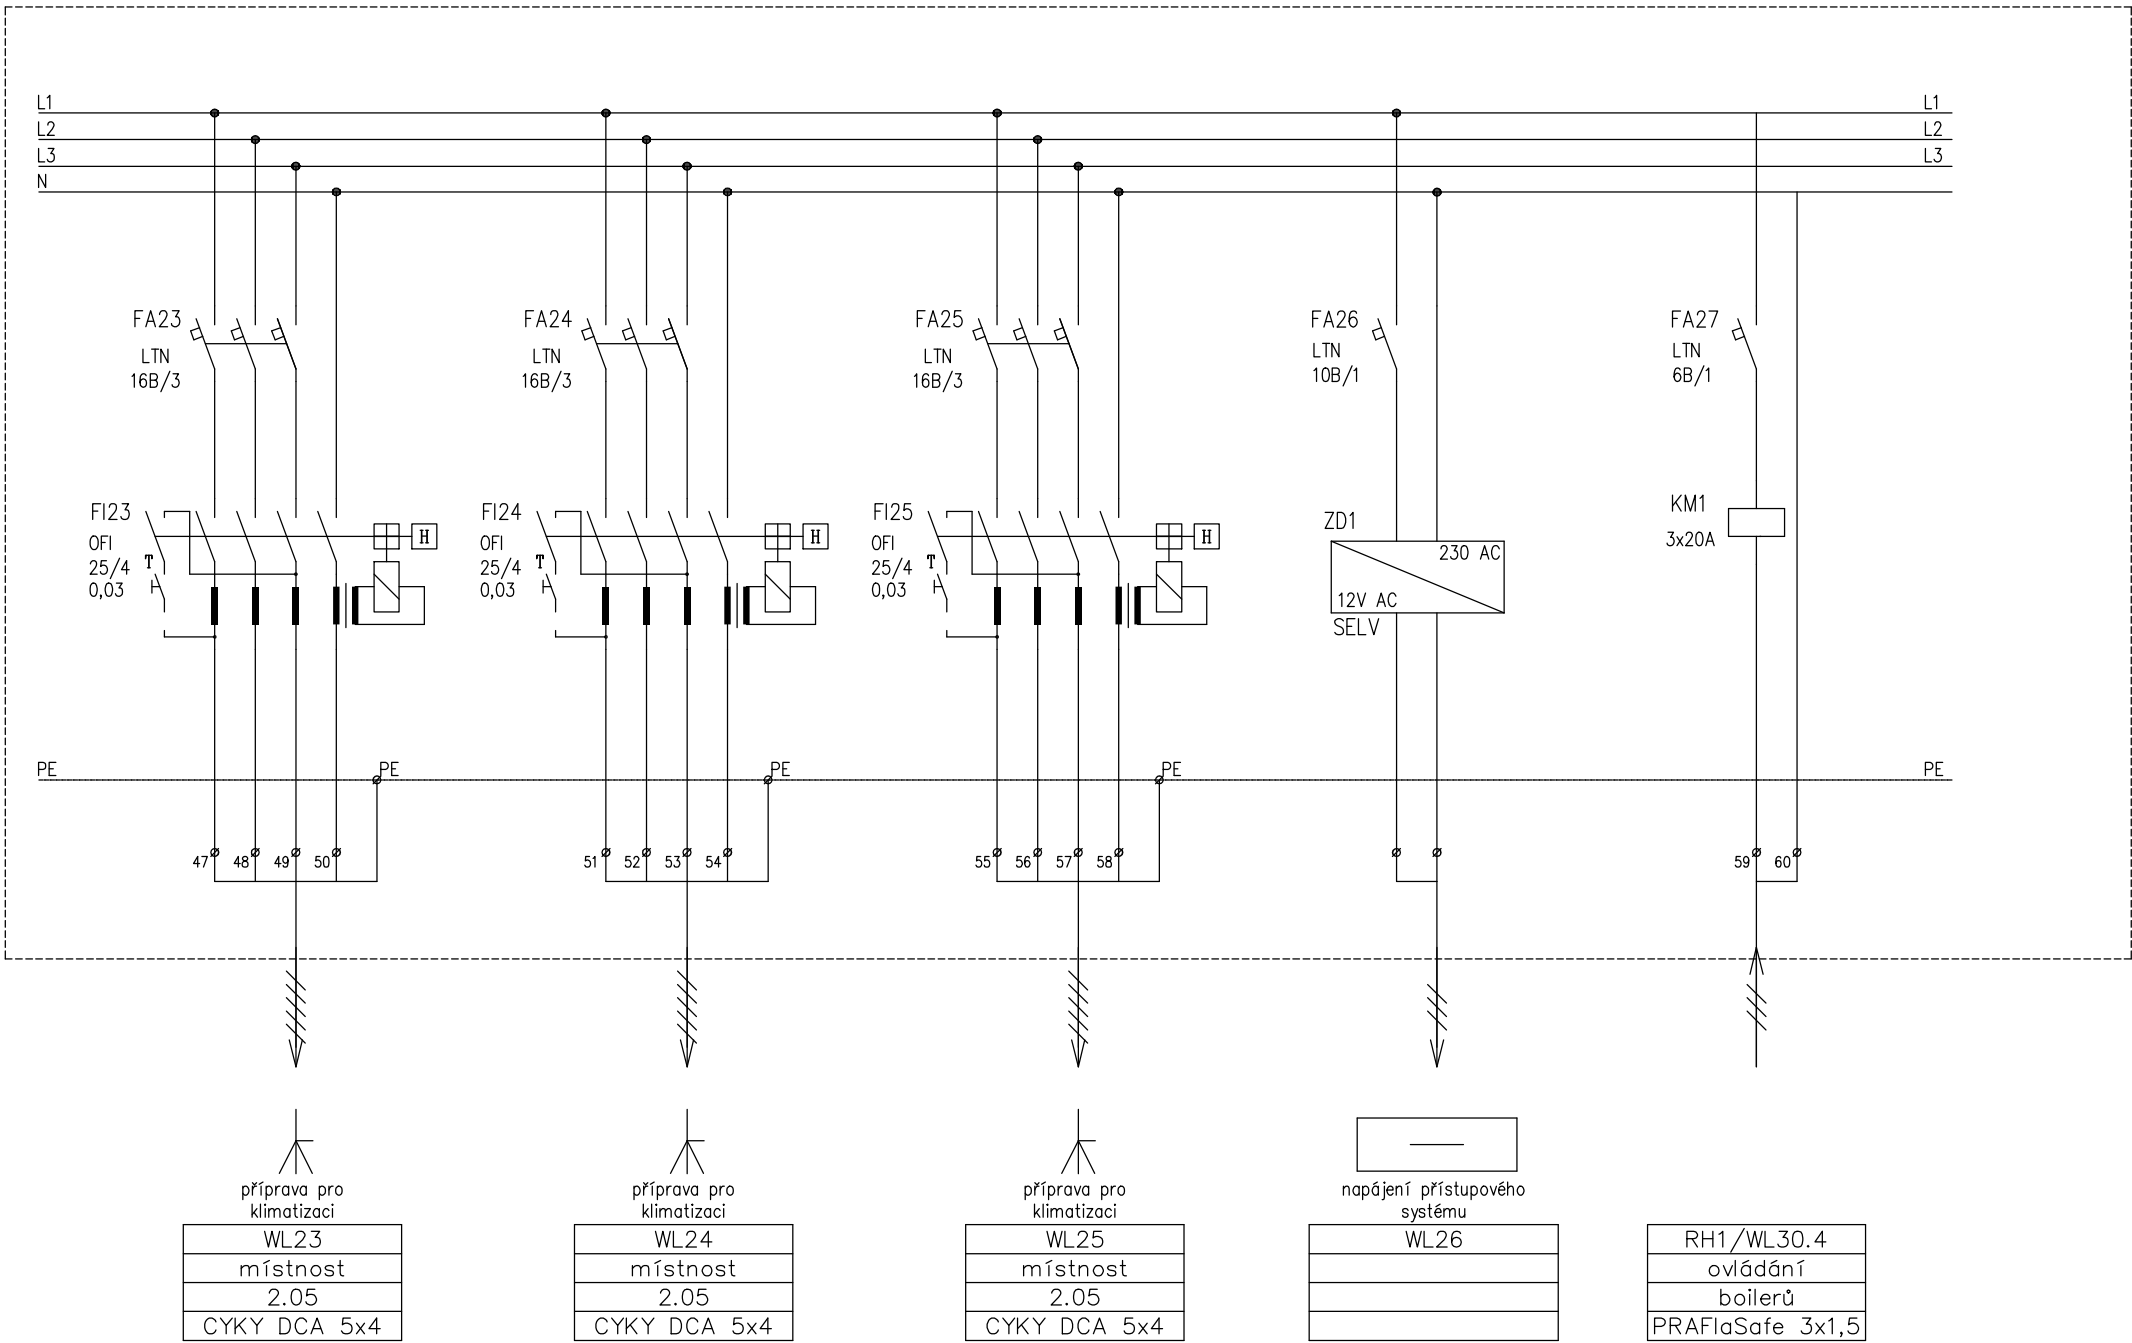 L1
L1
L2
L2
L3
L3
N
FA23
LTN
16B/3
FA24
LTN
16B/3
FA25
LTN
16B/3
FA26
LTN
10B/1
FA27
LTN
6B/1
FI23
OFI
25/4
0,03
T
H
FI24
OFI
25/4
0,03
T
H
FI25
OFI
25/4
0,03
T
H
ZD1
230 AC
12V AC
SELV
KM1
3x20A
PE
PE
PE
PE
PE
47
48
49
50
51
52
53
54
55
56
57
58
59
60
příprava pro
klimatizaci
WL23
místnost
2.05
CYKY DCA 5x4
příprava pro
klimatizaci
WL24
místnost
2.05
CYKY DCA 5x4
příprava pro
klimatizaci
WL25
místnost
2.05
CYKY DCA 5x4
napájení přístupového
systému
WL26
RH1/WL30.4
ovládání
boilerů
PRAFlaSafe 3x1,5